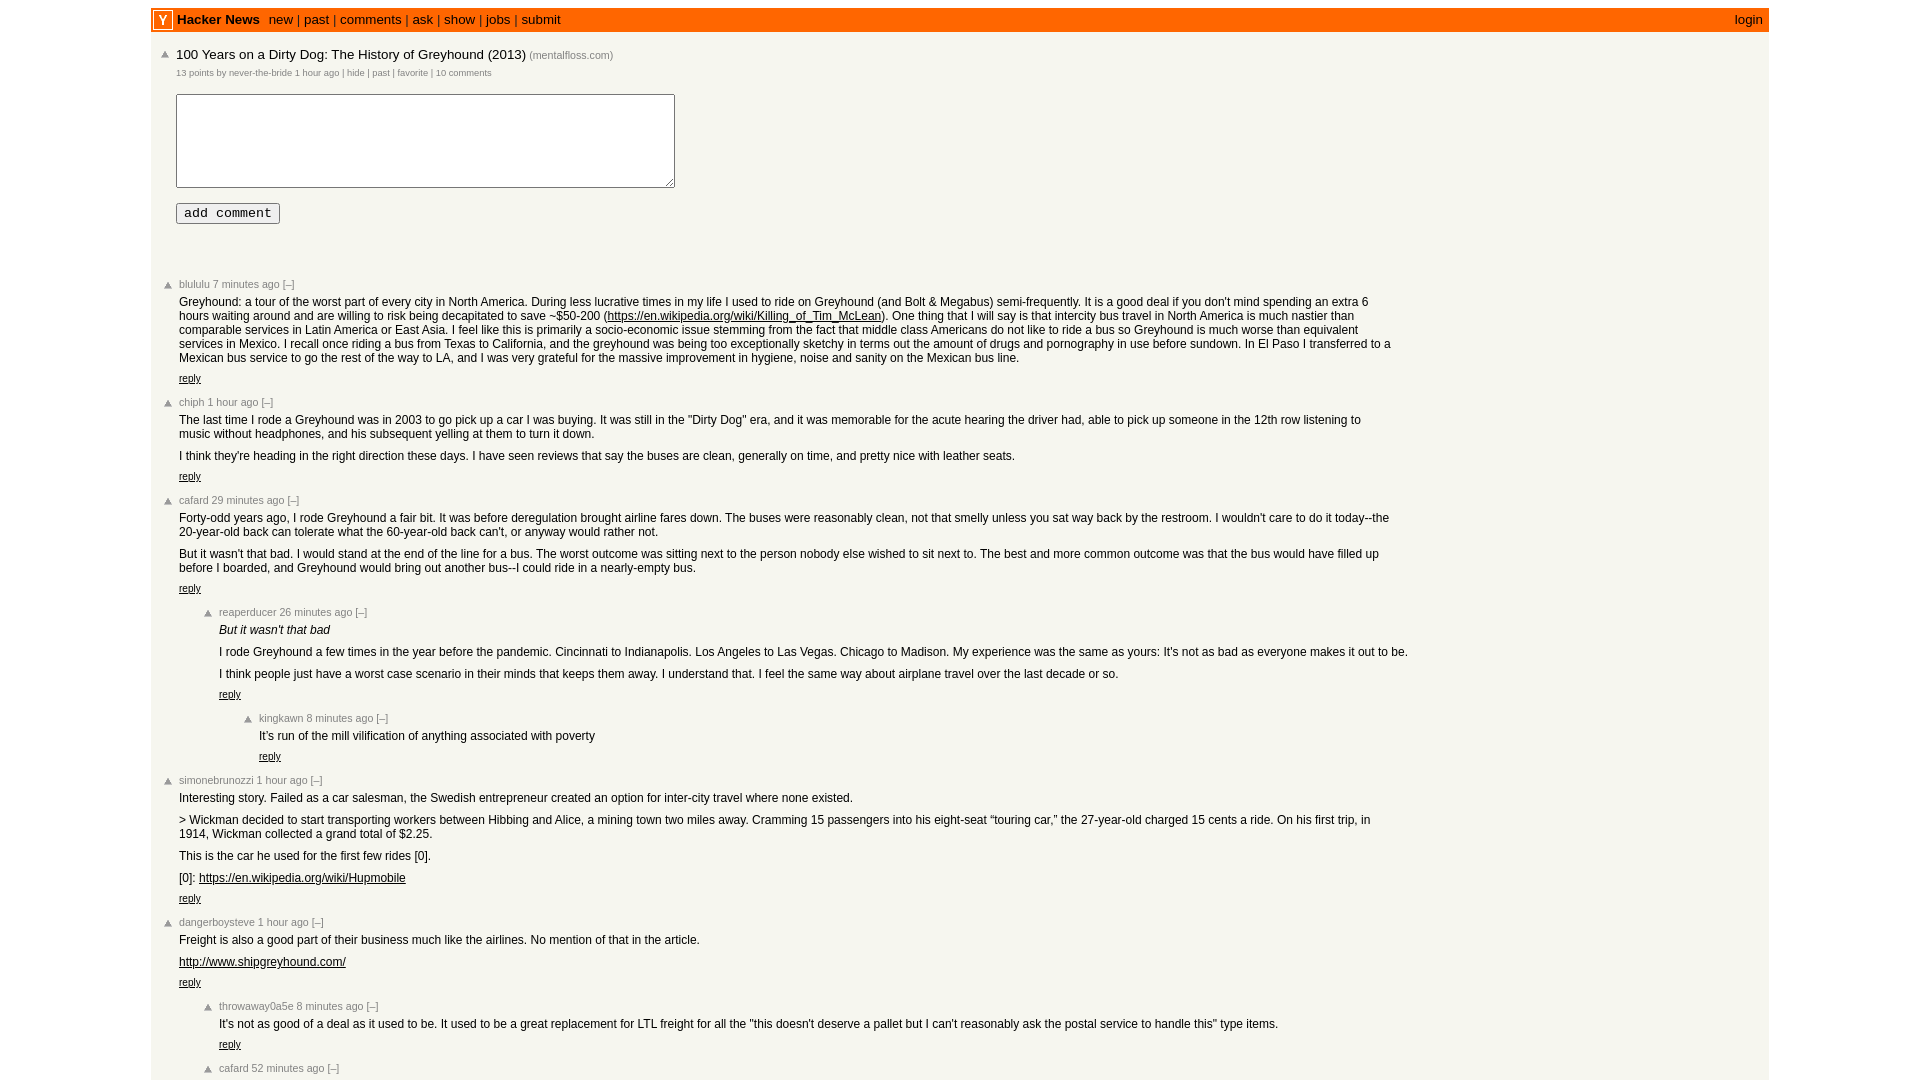 Y Hacker News new | past | comments | ask | show | jobs | submit login
100 Years on a Dirty Dog: The History of Greyhound (2013) (mentalfloss.com)
13 points by never-the-bride 1 hour ago | hide | past | favorite | 10 comments
add comment
blululu 7 minutes ago [–]
Greyhound: a tour of the worst part of every city in North America. During less lucrative times in my life I used to ride on Greyhound (and Bolt & Megabus) semi-frequently. It is a good deal if you don't mind spending an extra 6
hours waiting around and are willing to risk being decapitated to save ~$50-200 (https://en.wikipedia.org/wiki/Killing_of_Tim_McLean). One thing that I will say is that intercity bus travel in North America is much nastier than
comparable services in Latin America or East Asia. I feel like this is primarily a socio-economic issue stemming from the fact that middle class Americans do not like to ride a bus so Greyhound is much worse than equivalent
services in Mexico. I recall once riding a bus from Texas to California, and the greyhound was being too exceptionally sketchy in terms out the amount of drugs and pornography in use before sundown. In El Paso I transferred to a
Mexican bus service to go the rest of the way to LA, and I was very grateful for the massive improvement in hygiene, noise and sanity on the Mexican bus line.
reply
chiph 1 hour ago [–]
The last time I rode a Greyhound was in 2003 to go pick up a car I was buying. It was still in the "Dirty Dog" era, and it was memorable for the acute hearing the driver had, able to pick up someone in the 12th row listening to
music without headphones, and his subsequent yelling at them to turn it down.
I think they're heading in the right direction these days. I have seen reviews that say the buses are clean, generally on time, and pretty nice with leather seats.
reply
cafard 29 minutes ago [–]
Forty-odd years ago, I rode Greyhound a fair bit. It was before deregulation brought airline fares down. The buses were reasonably clean, not that smelly unless you sat way back by the restroom. I wouldn't care to do it today--the
20-year-old back can tolerate what the 60-year-old back can't, or anyway would rather not.
But it wasn't that bad. I would stand at the end of the line for a bus. The worst outcome was sitting next to the person nobody else wished to sit next to. The best and more common outcome was that the bus would have filled up
before I boarded, and Greyhound would bring out another bus--I could ride in a nearly-empty bus.
reply
reaperducer 26 minutes ago [–]
But it wasn't that bad
I rode Greyhound a few times in the year before the pandemic. Cincinnati to Indianapolis. Los Angeles to Las Vegas. Chicago to Madison. My experience was the same as yours: It's not as bad as everyone makes it out to be.
I think people just have a worst case scenario in their minds that keeps them away. I understand that. I feel the same way about airplane travel over the last decade or so.
reply
kingkawn 8 minutes ago [–]
It's run of the mill vilification of anything associated with poverty
reply
simonebrunozzi 1 hour ago [–]
Interesting story. Failed as a car salesman, the Swedish entrepreneur created an option for inter-city travel where none existed.
> Wickman decided to start transporting workers between Hibbing and Alice, a mining town two miles away. Cramming 15 passengers into his eight-seat “touring car,” the 27-year-old charged 15 cents a ride. On his first trip, in
1914, Wickman collected a grand total of $2.25.
This is the car he used for the first few rides [0].
[0]: https://en.wikipedia.org/wiki/Hupmobile
reply
dangerboysteve 1 hour ago [–]
Freight is also a good part of their business much like the airlines. No mention of that in the article.
http://www.shipgreyhound.com/
reply
throwaway0a5e 8 minutes ago [–]
It's not as good of a deal as it used to be. It used to be a great replacement for LTL freight for all the "this doesn't deserve a pallet but I can't reasonably ask the postal service to handle this" type items.
reply
cafard 52 minutes ago [–]